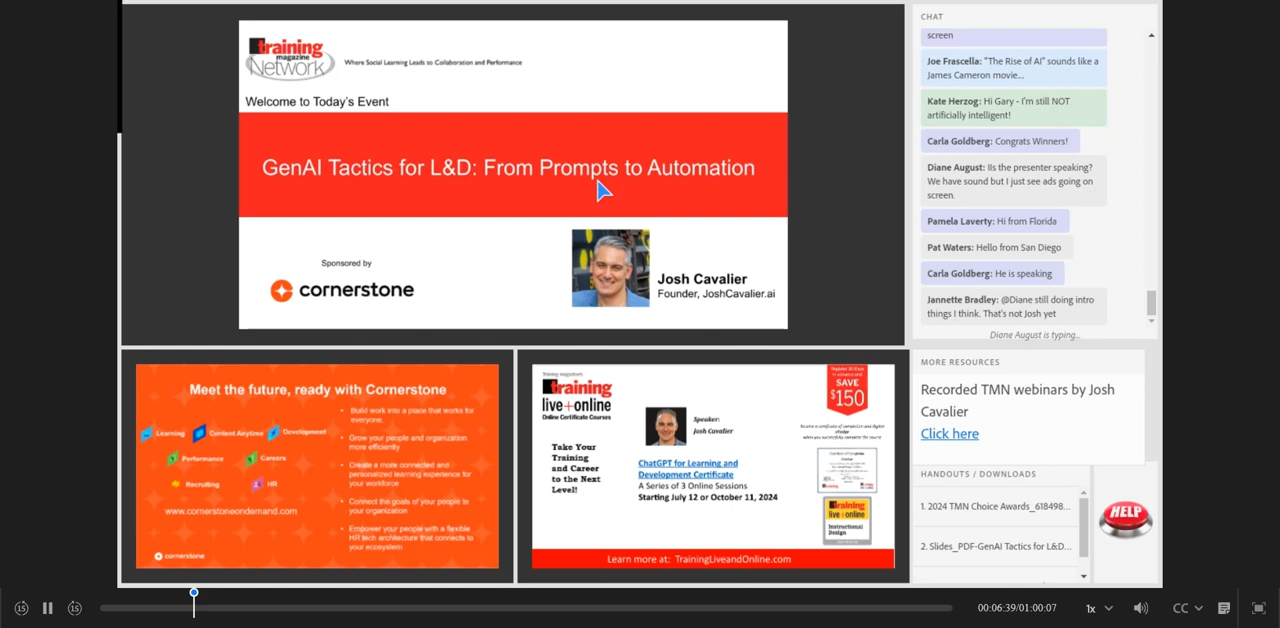 training
magazine
Network
Where Social Learning Leads to Collaboration and Performance
Welcome to Today's Event
GenAI Tactics for L&D: From Prompts to Automation
Sponsored by
cornerstone
Josh Cavalier
Founder, JoshCavalier.ai
Meet the future, ready with Cornerstone
Learning
Content Anytime
Development
Performance
Careers
Recruiting
HR
www.cornerstoneondemand.com
cornerstone
• Build work into a place that works for
everyone.
• Grow your people and organization
more efficiently
• Create a more connected and
personalized learning experience for
your workforce
• Connect the goals of your people to
your organization
• Empower your people with a flexible
HR tech architecture that connects to
your ecosystem
Training magazine's
training
live+online
Online Certificate Courses
Take Your
Training
and Career
to the Next
Level!
Speaker:
Josh Cavalier
ChatGPT for Learning and
Development Certificate
A Series of 3 Online Sessions
Starting July 12 or October 11, 2024
SAVE
$150
training
live+online
Instructional
Design
Learn more at: TrainingLiveandOnline.com
CHAT
screen
Joe Frascella: "The Rise of AI" sounds like a
James Cameron movie...
Kate Herzog: Hi Gary - I'm still NOT
artificially intelligent!
Carla Goldberg: Congrats Winners!
Diane August: IIs the presenter speaking?
We have sound but I just see ads going on
screen.
Pamela Laverty: Hi from Florida
Pat Waters: Hello from San Diego
Carla Goldberg: He is speaking
Jannette Bradley: @Diane still doing intro
things I think. That's not Josh yet
Diane August is typing...
MORE RESOURCES
Recorded TMN webinars by Josh
Cavalier
Click here
HANDOUTS / DOWNLOADS
1. 2024 TMN Choice Awards_618498...
2. Slides_PDF-GenAI Tactics for L&D...
HELP
15
15
00:06:39/01:00:07
1x
CC